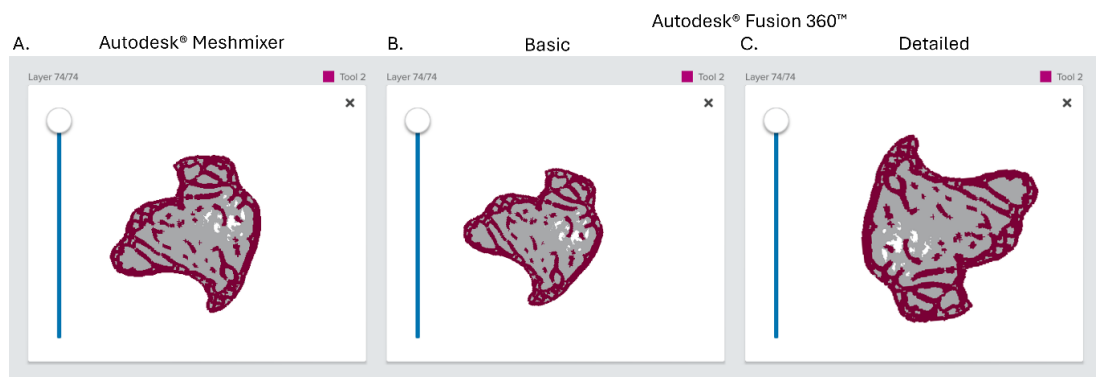 Autodesk® Fusion 360™
A. Autodesk® Meshmixer B. Basic C. Detailed
Layer 74/74 Tool 2 Layer 74/74 Tool 2 Layer 74/74 Tool 2
× × ×